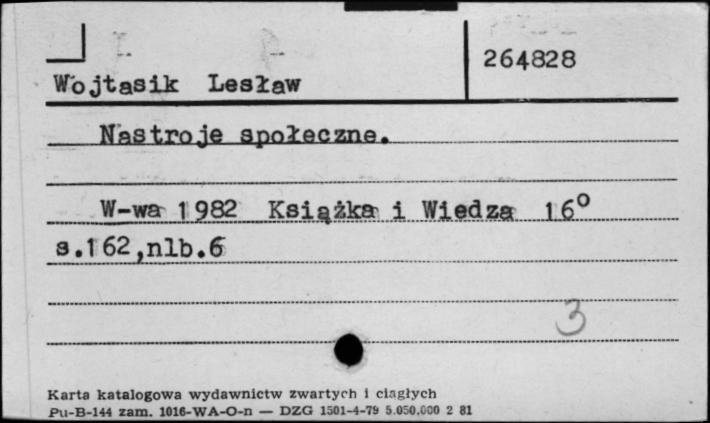 264828
Wojtasik Lesław
Nastroje społeczne.
W-wa 1982 Książka i Wiedza 16°
s.162,nlb.6
3
Karta katalogowa wydawnictw zwartych i ciągłych
Pu-B-144 zam. 1016-WA-O-n — DZG 1501-4-79 5.050.000 2 81